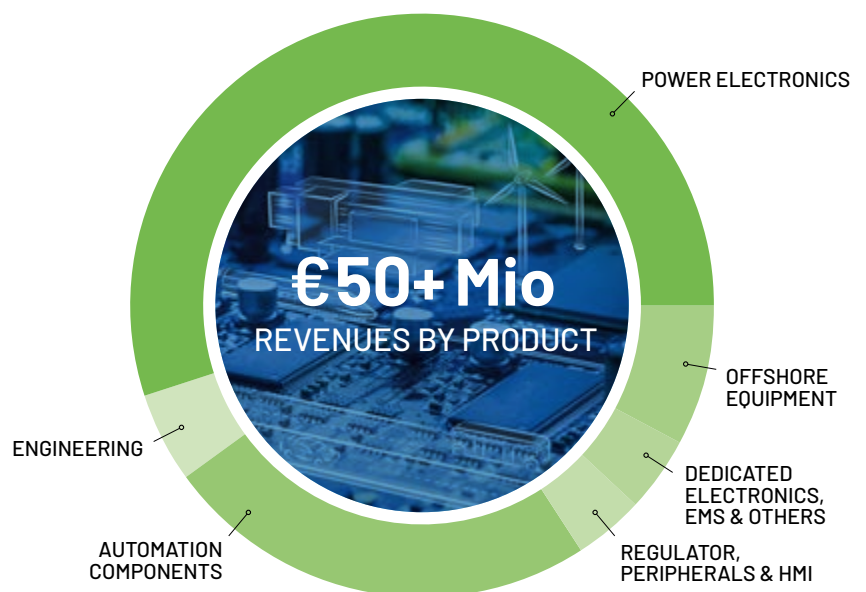 POWER ELECTRONICS
€50+ Mio
REVENUES BY PRODUCT
OFFSHORE
EQUIPMENT
ENGINEERING
DEDICATED
ELECTRONICS,
EMS & OTHERS
AUTOMATION
COMPONENTS
REGULATOR,
PERIPHERALS & HMI